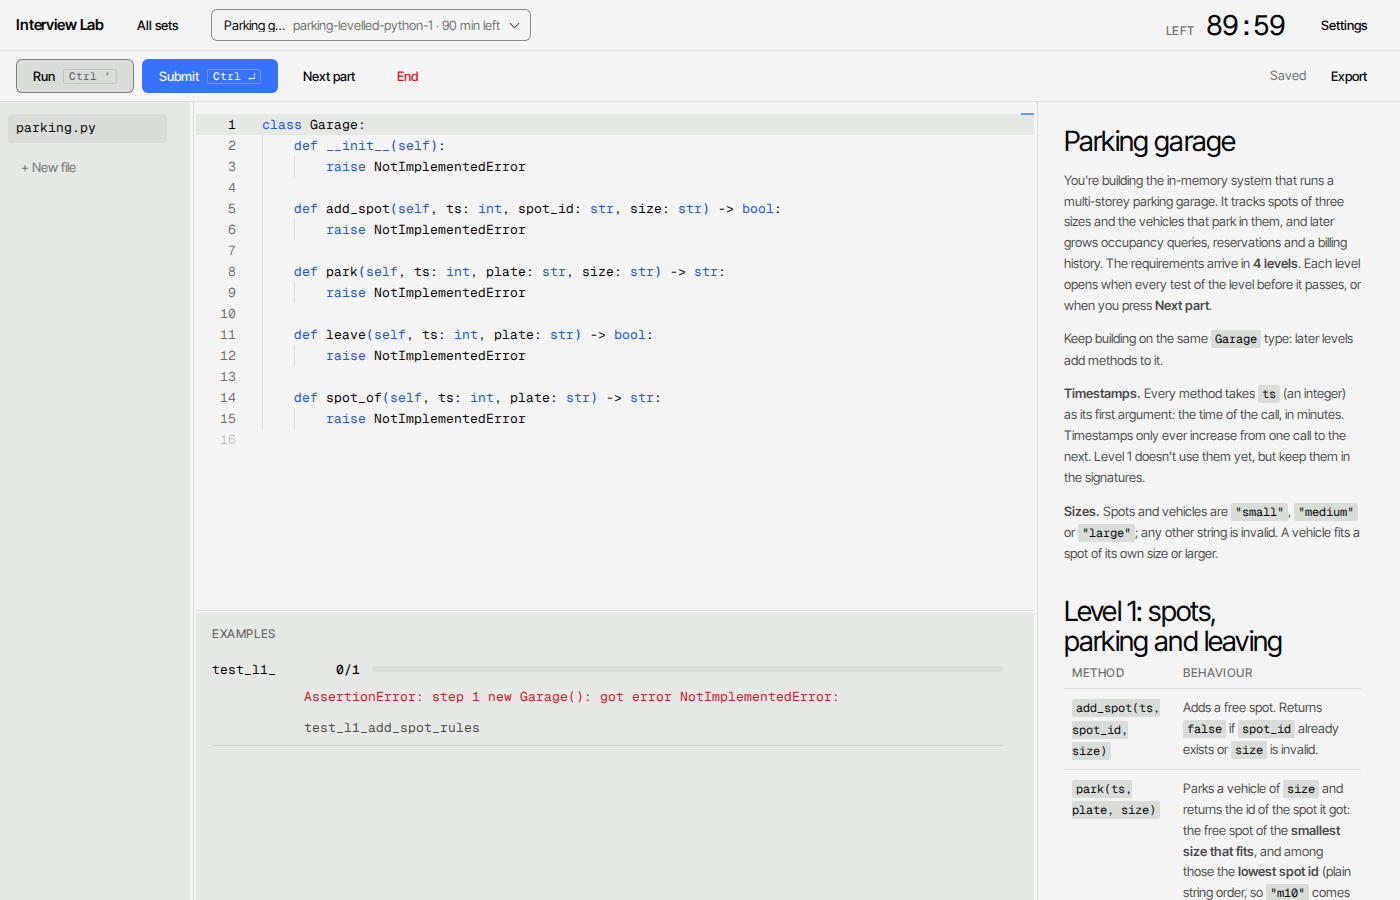 Interview Lab
All sets
Parking g... parking-levelled-python-1 · 90 min left
LEFT 89:59
Settings
Run Ctrl '
Submit Ctrl ↵
Next part
End
Saved
Export
parking.py
+ New file
1 class Garage:
2 def __init__(self):
3 raise NotImplementedError
4
5 def add_spot(self, ts: int, spot_id: str, size: str) -> bool:
6 raise NotImplementedError
7
8 def park(self, ts: int, plate: str, size: str) -> str:
9 raise NotImplementedError
10
11 def leave(self, ts: int, plate: str) -> bool:
12 raise NotImplementedError
13
14 def spot_of(self, ts: int, plate: str) -> str:
15 raise NotImplementedError
16
EXAMPLES
test_l1_ 0/1
AssertionError: step 1 new Garage(): got error NotImplementedError:
test_l1_add_spot_rules
Parking garage
You're building the in-memory system that runs a
multi-storey parking garage. It tracks spots of three
sizes and the vehicles that park in them, and later
grows occupancy queries, reservations and a billing
history. The requirements arrive in 4 levels. Each level
opens when every test of the level before it passes, or
when you press Next part.
Keep building on the same Garage type: later levels
add methods to it.
Timestamps. Every method takes ts (an integer)
as its first argument: the time of the call, in minutes.
Timestamps only ever increase from one call to the
next. Level 1 doesn't use them yet, but keep them in
the signatures.
Sizes. Spots and vehicles are "small", "medium"
or "large"; any other string is invalid. A vehicle fits a
spot of its own size or larger.
Level 1: spots,
parking and leaving
METHOD BEHAVIOUR
add_spot(ts,
spot_id,
size)
Adds a free spot. Returns
false if spot_id already
exists or size is invalid.
park(ts,
plate, size)
Parks a vehicle of size and
returns the id of the spot it got:
the free spot of the smallest
size that fits, and among
those the lowest spot id (plain
string order, so "m10" comes